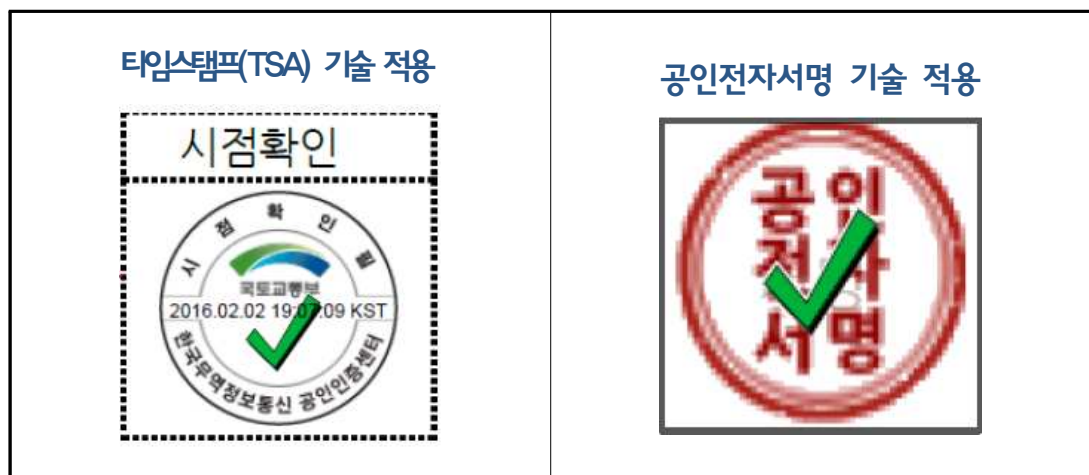 타임스탬프(TSA) 기술 적용
시점확인
시점확인필
국토교통부
2016.02.02 19:07:09 KST
한국무역정보통신 공인인증센터
공인전자서명 기술 적용
공인
전자
서명